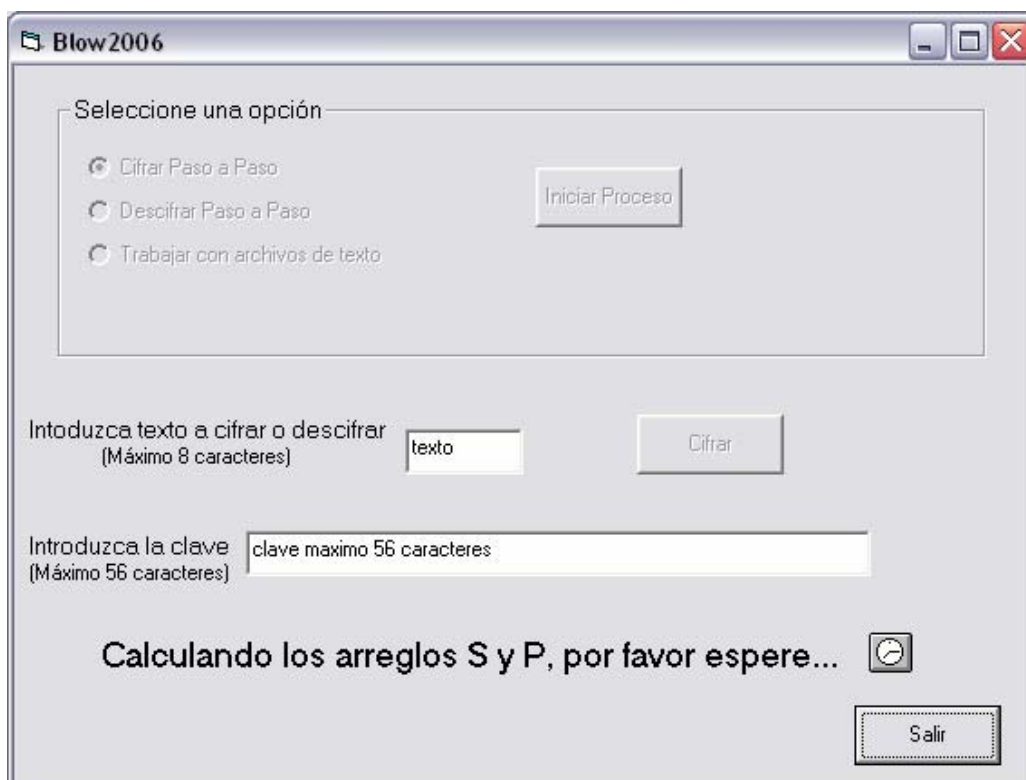 Blow2006
Seleccione una opción
Cifrar Paso a Paso
Iniciar Proceso
Descifrar Paso a Paso
Trabajar con archivos de texto
Intoduzca texto a cifrar o descifrar
(Máximo 8 caracteres)
texto
Cifrar
Introduzca la clave
(Máximo 56 caracteres)
clave maximo 56 caracteres
Calculando los arreglos S y P, por favor espere...
Salir